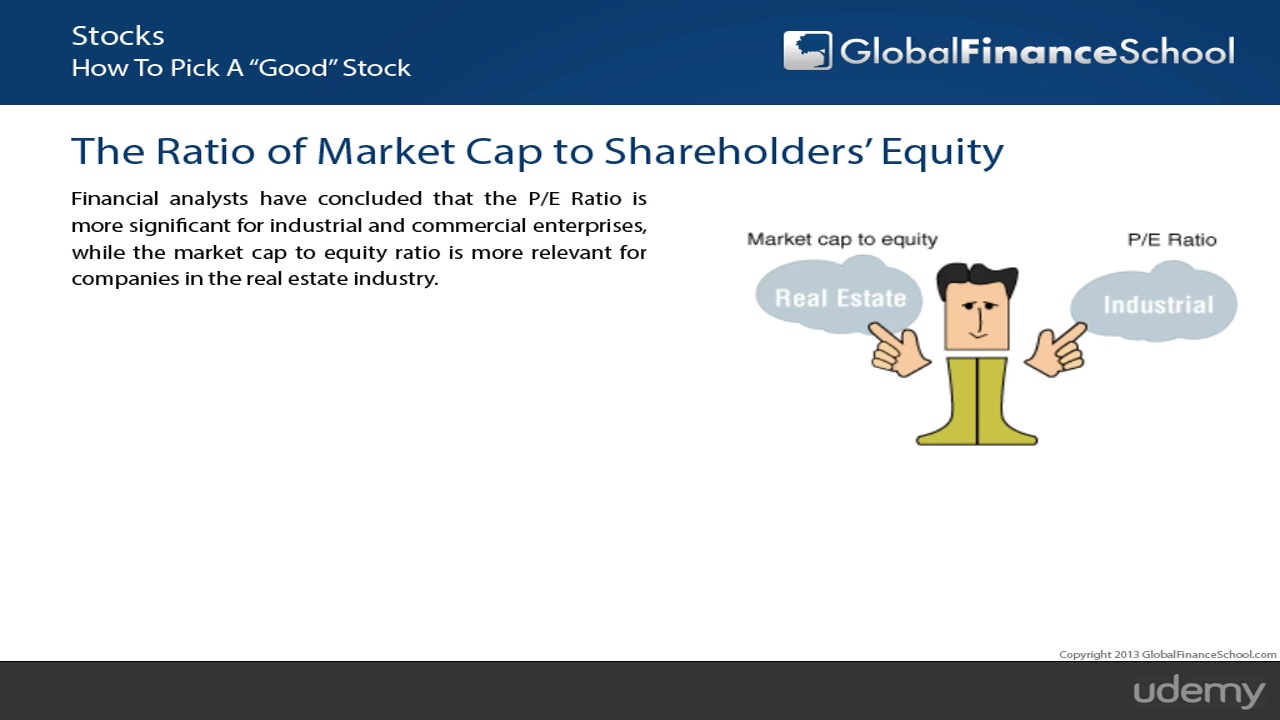 Stocks
How To Pick A “Good” Stock
GlobalFinanceSchool
The Ratio of Market Cap to Shareholders’ Equity
Financial analysts have concluded that the P/E Ratio is
more significant for industrial and commercial enterprises,
while the market cap to equity ratio is more relevant for
companies in the real estate industry.
Market cap to equity
P/E Ratio
Real Estate
Industrial
Copyright 2013 GlobalFinanceSchool.com
udemy